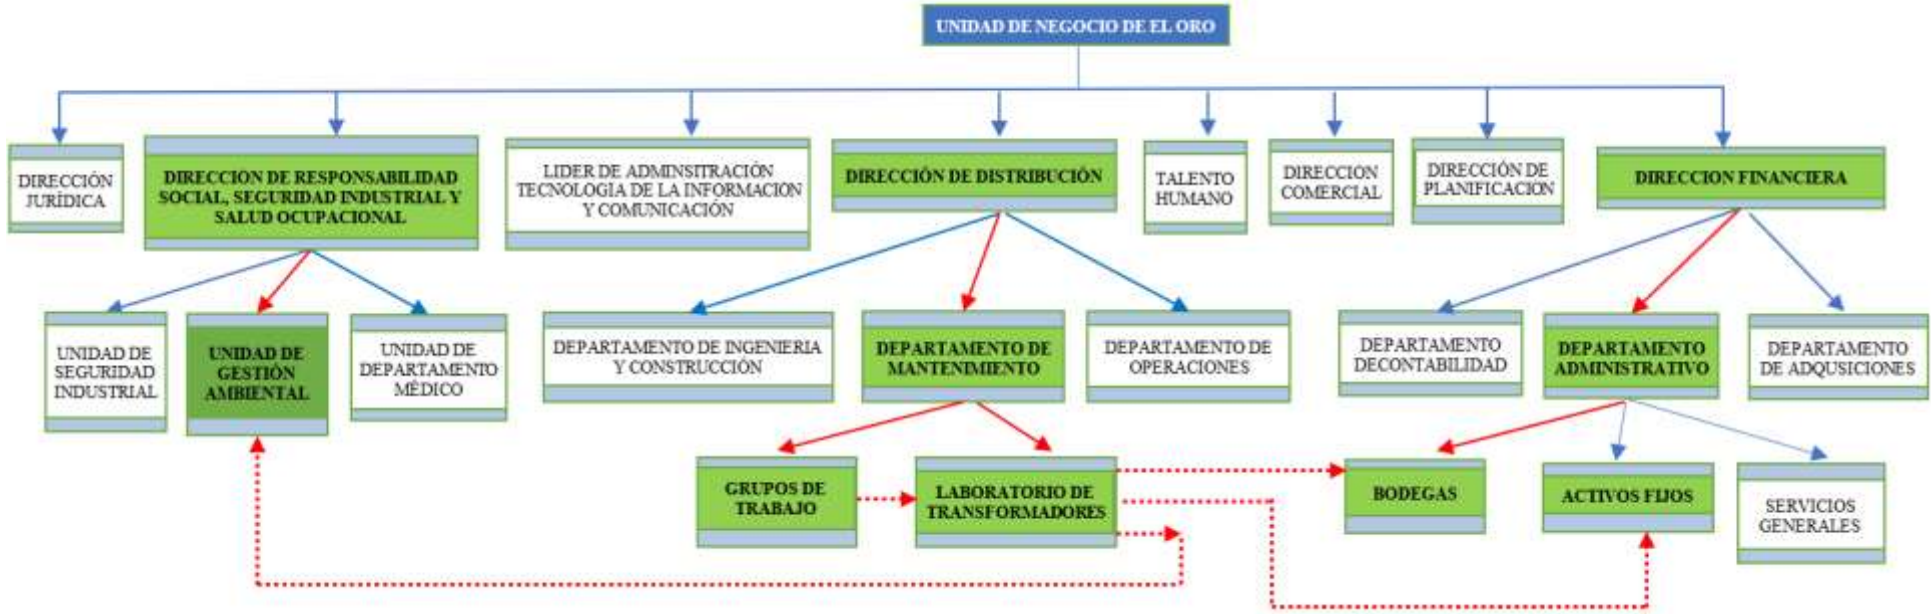 UNIDAD DE NEGOCIO DE EL ORO
DIRECCIÓN
JURÍDICA
DIRECCION DE RESPONSABILIDAD
SOCIAL, SEGURIDAD INDUSTRIAL Y
SALUD OCUPACIONAL
LIDER DE ADMINSITRACIÓN
TECNOLOGIA DE LA INFORMACION
Y COMUNICACIÓN
DIRECCIÓN DE DISTRIBUCIÓN
TALENTO
HUMANO
DIRECCION
COMERCIAL
DIRECCIÓN DE
PLANIFICACION
DIRECCION FINANCIERA
UNIDAD DE
SEGURIDAD
INDUSTRIAL
UNIDAD DE
GESTIÓN
AMBIENTAL
UNIDAD DE
DEPARTAMENTO
MÉDICO
DEPARTAMENTO DE INGENIERIA
Y CONSTRUCCIÓN
DEPARTAMENTO DE
MANTENIMIENTO
DEPARTAMENTO DE
OPERACIONES
DEPARTAMENTO
DECONTABILIDAD
DEPARTAMENTO
ADMINISTRATIVO
DEPARTAMENTO
DE ADQUSICIONES
GRUPOS DE
TRABAJO
LABORATORIO DE
TRANSFORMADORES
BODEGAS
ACTIVOS FIJOS
SERVICIOS
GENERALES